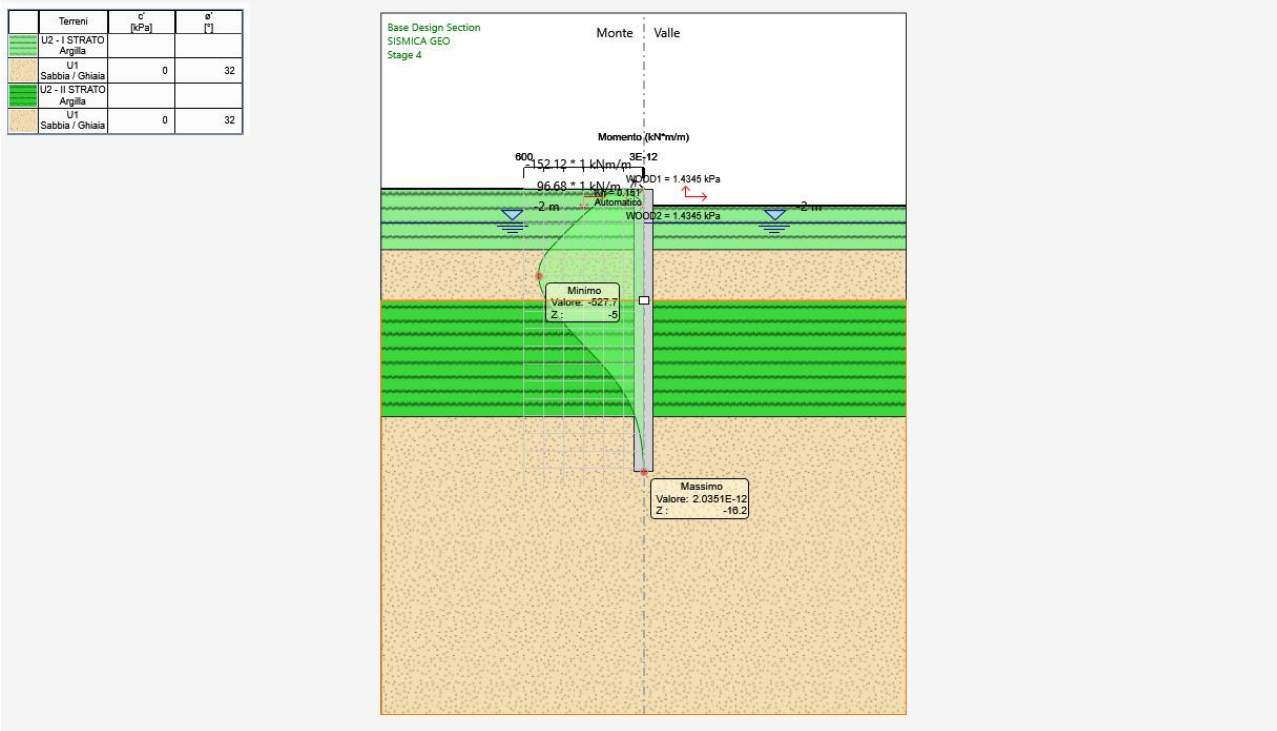 Terreni c' [kPa] ø' [°]
U2 - I STRATO
Argilla
U1
Sabbia / Ghiaia 0 32
U2 - II STRATO
Argilla
U1
Sabbia / Ghiaia 0 32
Base Design Section
SISMICA GEO
Stage 4
Monte Valle
Momento (kN*m/m)
600 3E-12
-152.12 * 1 kNm/m
WOOD1 = 1.4345 kPa
96.68 * 1 kN/m
= 0.151
Automatico
-2 m -2 m
WOOD2 = 1.4345 kPa
Minimo
Valore: -527.7
Z : -5
Massimo
Valore: 2.0351E-12
Z : -16.2